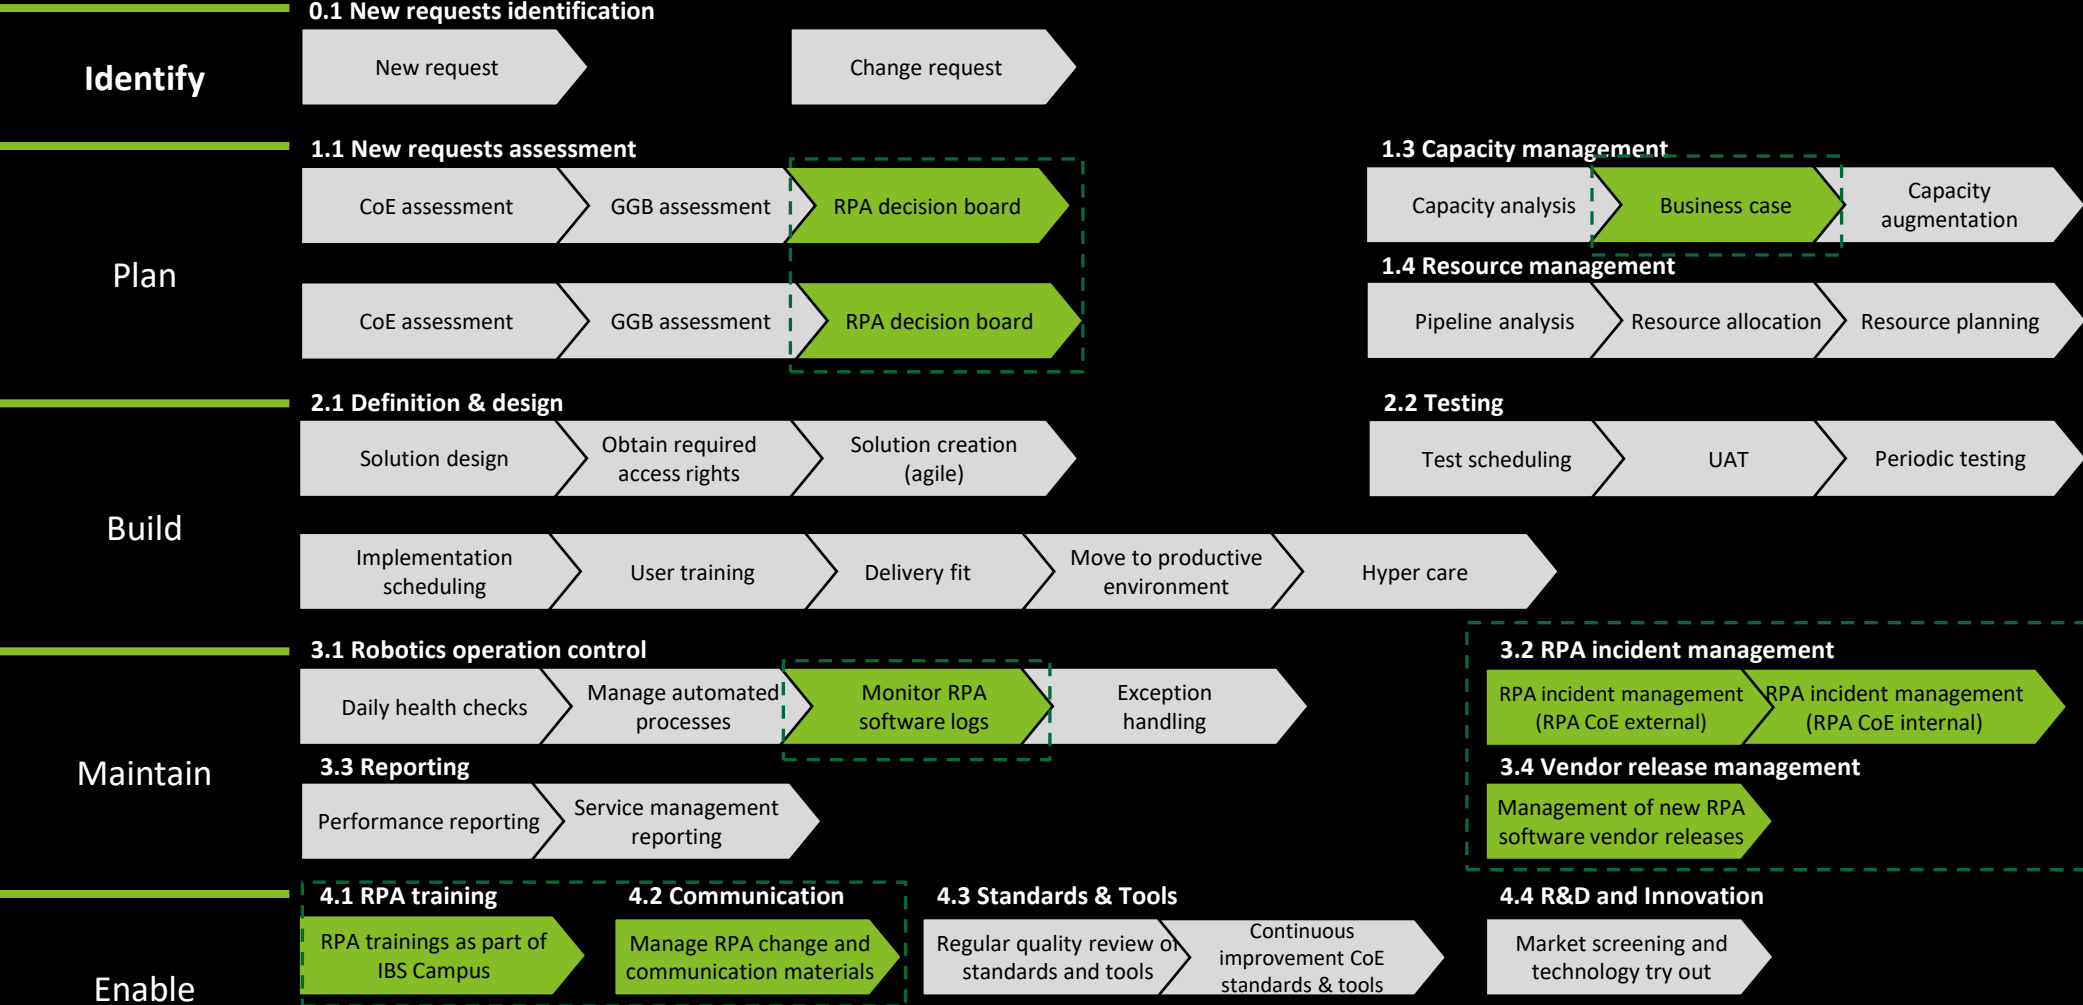 0.1 New requests identification
Identify
New request
Change request
Plan
1.1 New requests assessment
CoE assessment
GGB assessment
RPA decision board
CoE assessment
GGB assessment
RPA decision board
1.3 Capacity management
Capacity analysis
Business case
Capacity
augmentation
1.4 Resource management
Pipeline analysis
Resource allocation
Resource planning
Build
2.1 Definition & design
Solution design
Obtain required
access rights
Solution creation
(agile)
2.2 Testing
Test scheduling
UAT
Periodic testing
Implementation
scheduling
User training
Delivery fit
Move to productive
environment
Hyper care
Maintain
3.1 Robotics operation control
Daily health checks
Manage automated
processes
Monitor RPA
software logs
Exception
handling
3.2 RPA incident management
RPA incident management
(RPA CoE external)
RPA incident management
(RPA CoE internal)
3.3 Reporting
Performance reporting
Service management
reporting
3.4 Vendor release management
Management of new RPA
software vendor releases
Enable
4.1 RPA training
RPA trainings as part of
IBS Campus
4.2 Communication
Manage RPA change and
communication materials
4.3 Standards & Tools
Regular quality review of
standards and tools
Continuous
improvement CoE
standards & tools
4.4 R&D and Innovation
Market screening and
technology try out